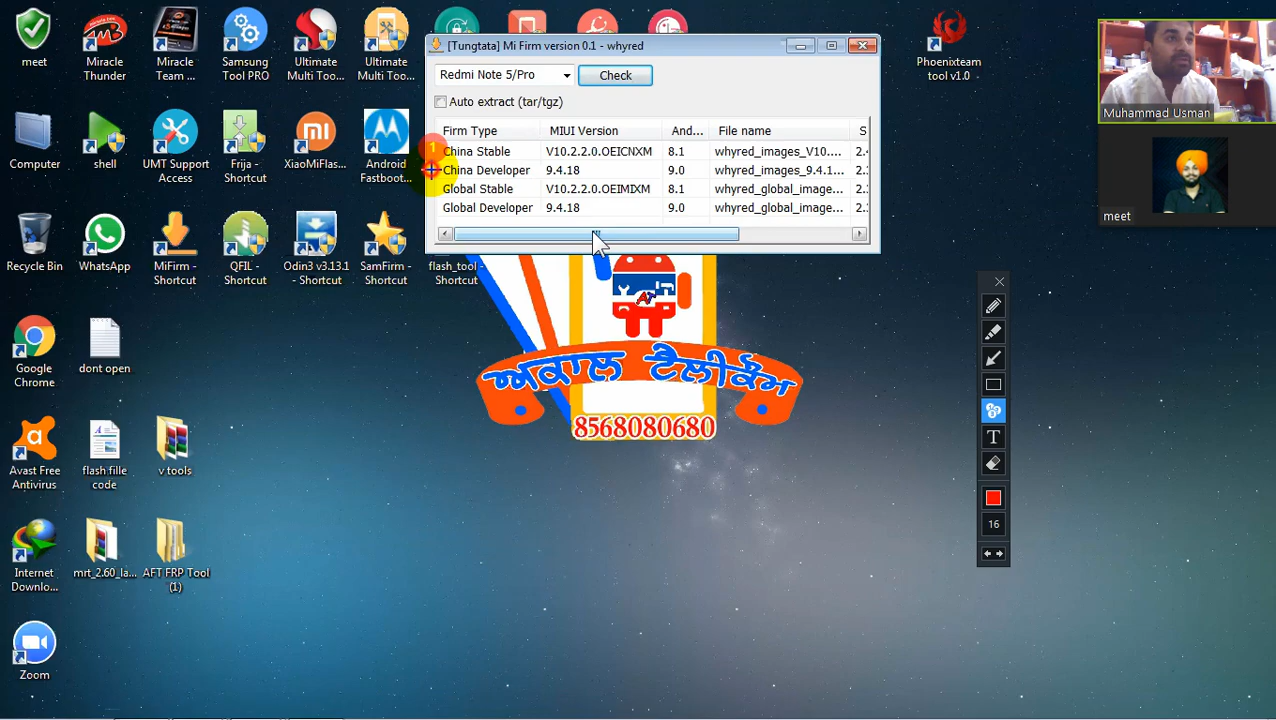 meet
Miracle
Thunder
Miracle
Team ...
Samsung
Tool PRO
Ultimate
Multi Too...
Ultimate
Multi Too...
[Tungtata] Mi Firm version 0.1 - whyred
Redmi Note 5/Pro
Check
Auto extract (tar/tgz)
Firm Type MIUI Version And... File name S
China Stable V10.2.2.0.OEICNXM 8.1 whyred_images_V10....
China Developer 9.4.18 9.0 whyred_images_9.4.1...
Global Stable V10.2.2.0.OEIMIXM 8.1 whyred_global_image...
Global Developer 9.4.18 9.0 whyred_global_image...
1
Phoenixteam
tool v1.0
Muhammad Usman
meet
Computer
shell
UMT Support
Access
Frija -
Shortcut
XiaoMiFlas...
Android
Fastboot...
Recycle Bin
WhatsApp
MiFirm -
Shortcut
QFIL -
Shortcut
Odin3 v3.13.1
- Shortcut
SamFirm -
Shortcut
flash_tool -
Shortcut
AT
ਅਕਾਲ ਟੈਲੀਕੌਮ
8568080680
Google
Chrome
dont open
Avast Free
Antivirus
flash fille
code
v tools
Internet
Downlo...
mrt_2.60_la...
AFT FRP Tool
(1)
Zoom
T
16